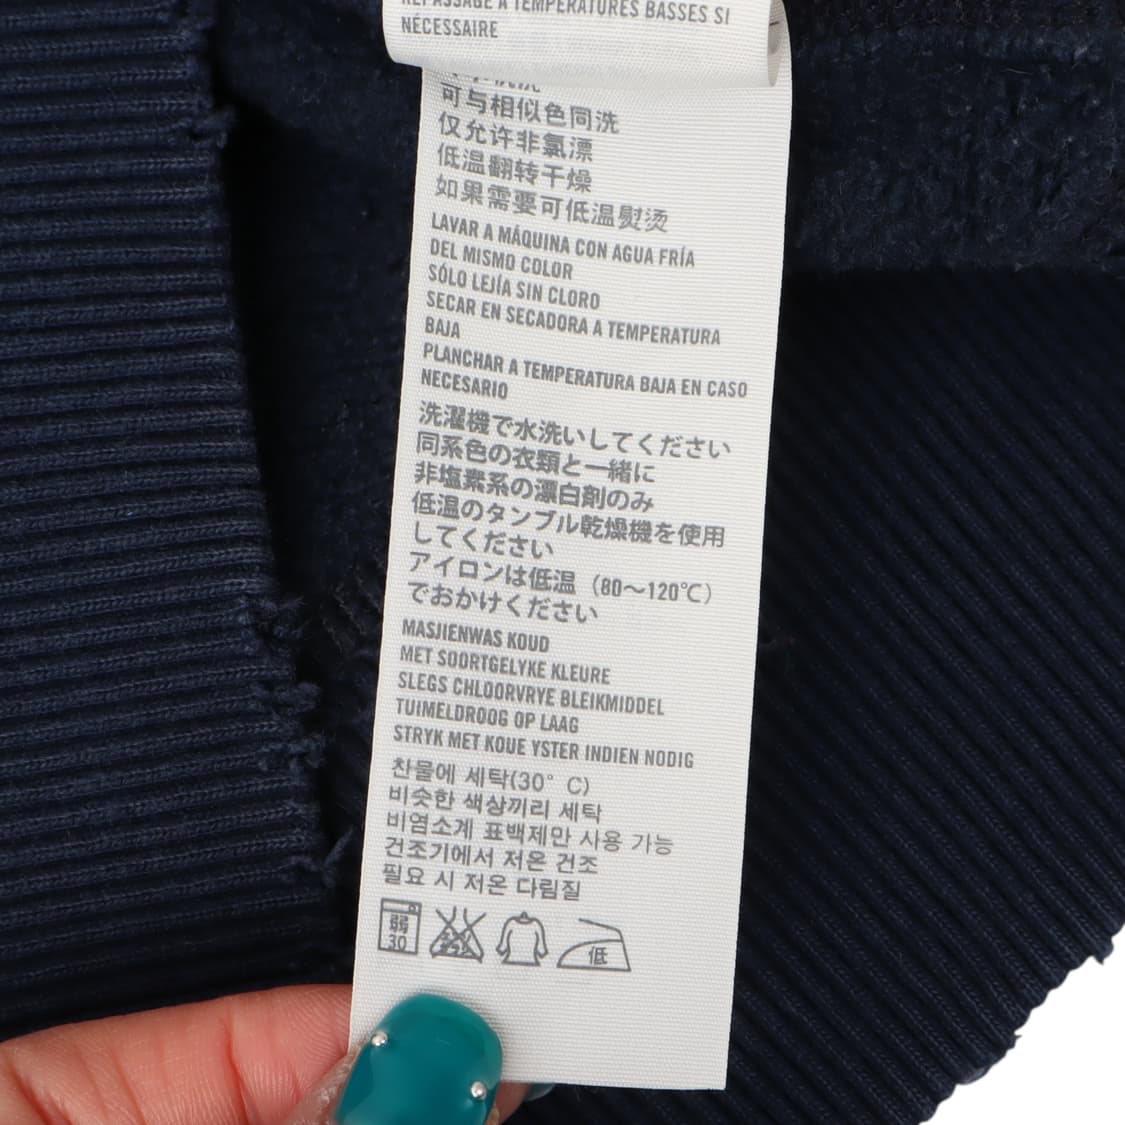 REPASSAGE À TEMPÉRATURES BASSES SI
NÉCESSAIRE
可与相似色同洗
仅允许非氯漂
低温翻转干燥
如果需要可低温熨烫
LAVAR A MÁQUINA CON AGUA FRÍA
DEL MISMO COLOR
SÓLO LEJÍA SIN CLORO
SECAR EN SECADORA A TEMPERATURA
BAJA
PLANCHAR A TEMPERATURA BAJA EN CASO
NECESARIO
洗濯機で水洗いしてください
同系色の衣類と一緒に
非塩素系の漂白剤のみ
低温のタンブル乾燥機を使用
してください
アイロンは低温（80～120℃）
でおかけください
MASJIENWAS KOUD
MET SOORTGELYKE KLEURE
SLEGS CHLOORVRYE BLEIKMIDDEL
TUIMELDROOG OP LAAG
STRYK MET KOUE YSTER INDIEN NODIG
찬물에 세탁(30° C)
비슷한 색상끼리 세탁
비염소계 표백제만 사용 가능
건조기에서 저온 건조
필요 시 저온 다림질
弱
30
低